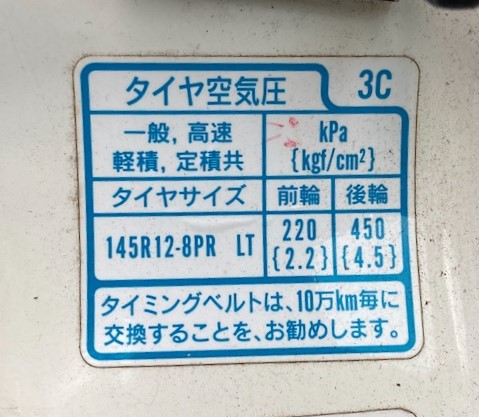 タイヤ空気圧 3C
一般, 高速 kPa
軽積, 定積共 {kgf/cm²}
タイヤサイズ 前輪 後輪
145R12-8PR LT 220 450
{2.2} {4.5}
タイミングベルトは、10万km毎に
交換することを、お勧めします。